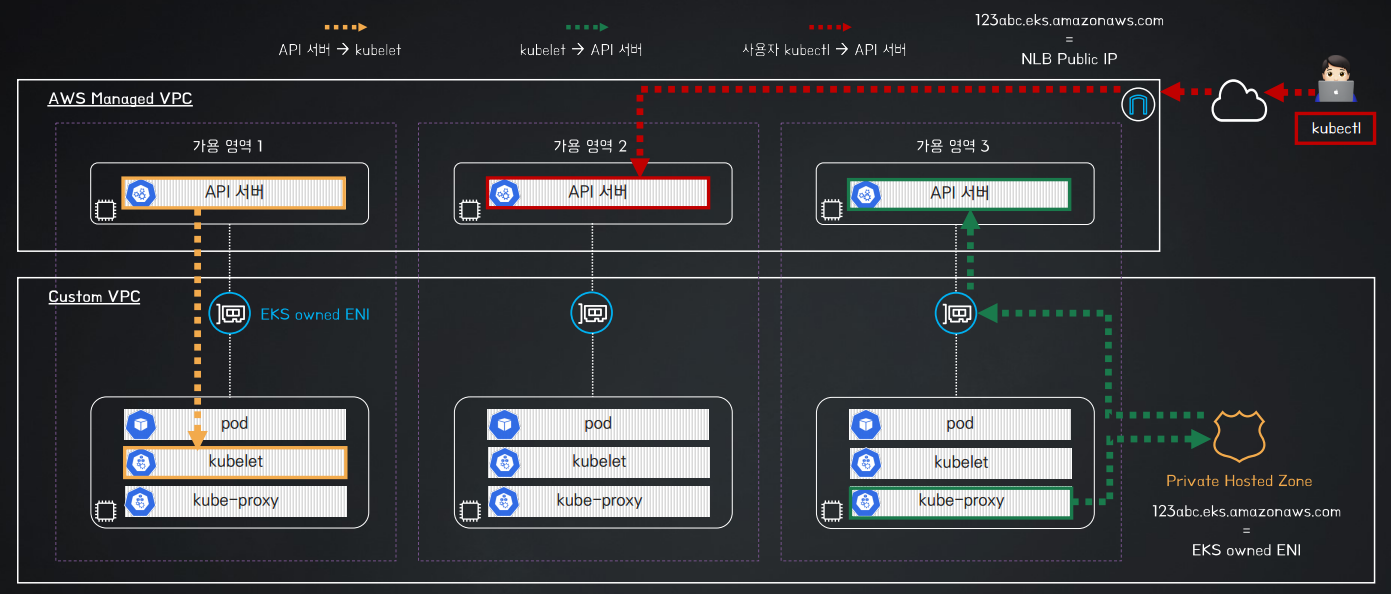 123abc.eks.amazonaws.com
=
NLB Public IP
API 서버 → kubelet
kubelet → API 서버
사용자 kubectl → API 서버
AWS Managed VPC
kubectl
가용 영역 1
가용 영역 2
가용 영역 3
API 서버
API 서버
API 서버
Custom VPC
EKS owned ENI
pod
kubelet
kube-proxy
pod
kubelet
kube-proxy
pod
kubelet
kube-proxy
Private Hosted Zone
123abc.eks.amazonaws.com
=
EKS owned ENI